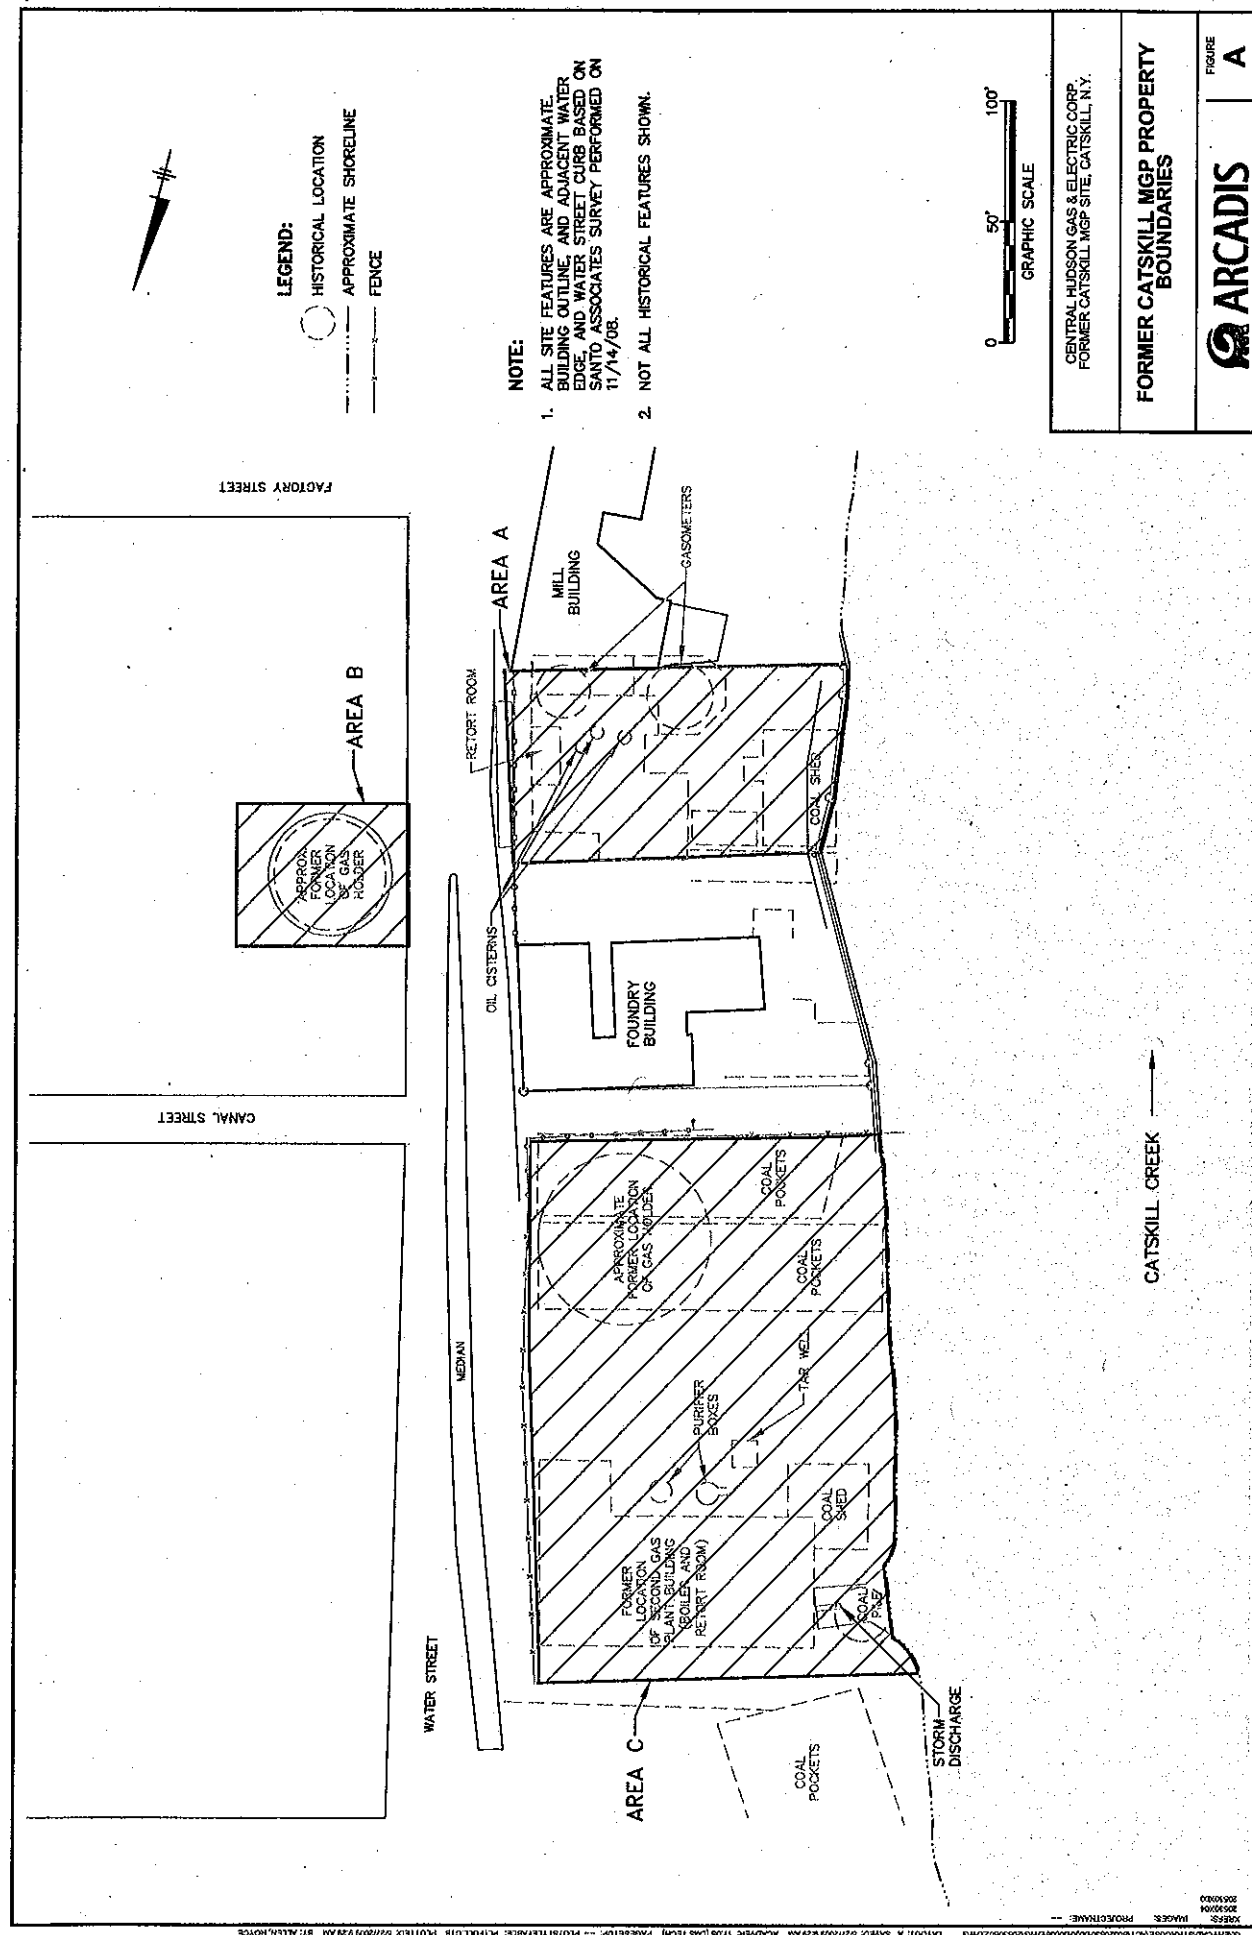 FACTORY STREET
CANAL STREET
WATER STREET
MEDIAN
AREA B
APPROX.
FORMER
LOCATION
OF GAS
HOLDER
AREA A
RETORT ROOM
OIL CISTERNS
MILL
BUILDING
GASOMETERS
COAL SHED
FOUNDRY
BUILDING
APPROXIMATE
FORMER LOCATION
OF GAS HOLDER
COAL
POCKETS
COAL
POCKETS
PURIFIER
BOXES
TAR WELL
FORMER
LOCATION
OF SECOND GAS
PLANT BUILDING
(BOILER AND
RETORT ROOM)
COAL
SHED
COAL
PILE
AREA C
COAL
POCKETS
STORM
DISCHARGE
CATSKILL CREEK
LEGEND:
HISTORICAL LOCATION
APPROXIMATE SHORELINE
FENCE
NOTE:
1. ALL SITE FEATURES ARE APPROXIMATE.
BUILDING OUTLINE, AND ADJACENT WATER
EDGE, AND WATER STREET CURB BASED ON
SANTO ASSOCIATES SURVEY PERFORMED ON
11/14/08.
2. NOT ALL HISTORICAL FEATURES SHOWN.
0 50' 100'
GRAPHIC SCALE
CENTRAL HUDSON GAS & ELECTRIC CORP.
FORMER CATSKILL MGP SITE, CATSKILL, N.Y.
FORMER CATSKILL MGP PROPERTY
BOUNDARIES
ARCADIS
FIGURE
A
XREFS:
IMAGES:
PROJECTNAME: --